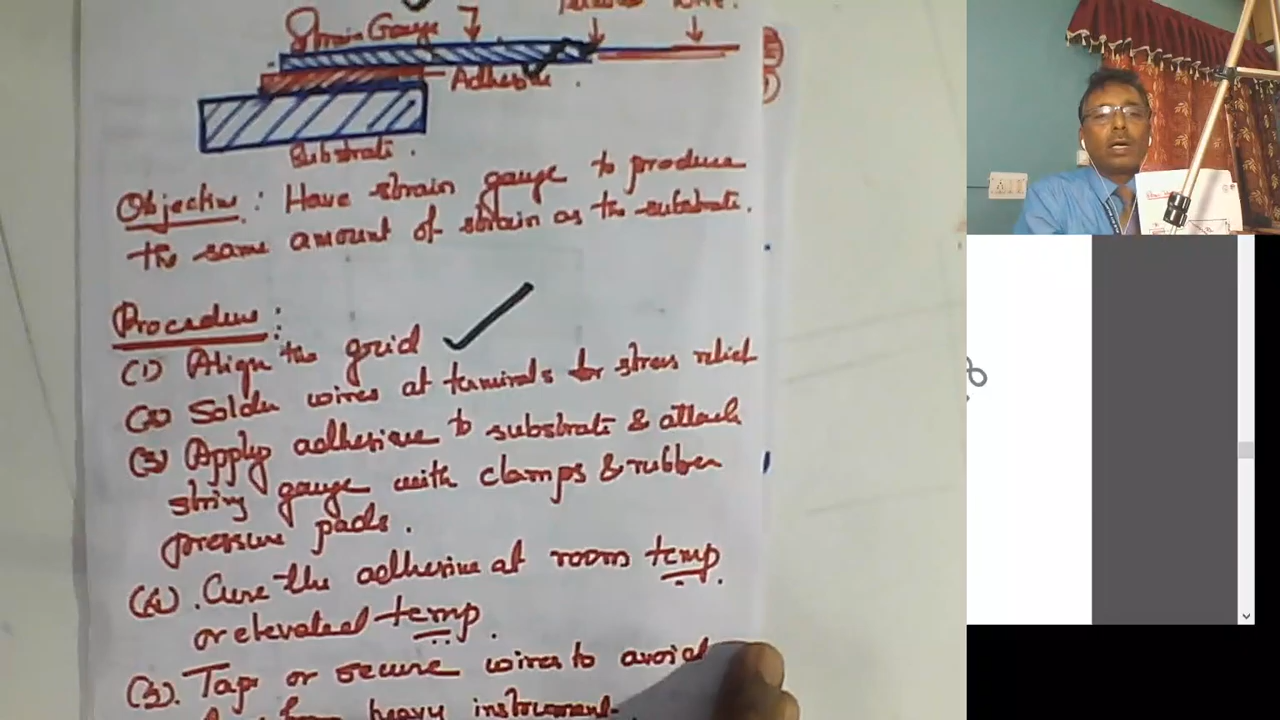 Strain Gauge
wire.
Adhesive
Substrate.
Objective: Have strain gauge to produce
the same amount of strain as the substrate.
Procedure:
(1) Align the grid
(2) Solder wires at terminals for stress relief
(3) Apply adhesive to substrate & attach
string gauge with clamps & rubber
pressure pads.
(4). Cure the adhesive at room temp
or elevated temp.
(5). Tape or secure wires to avoid
heavy instrument.